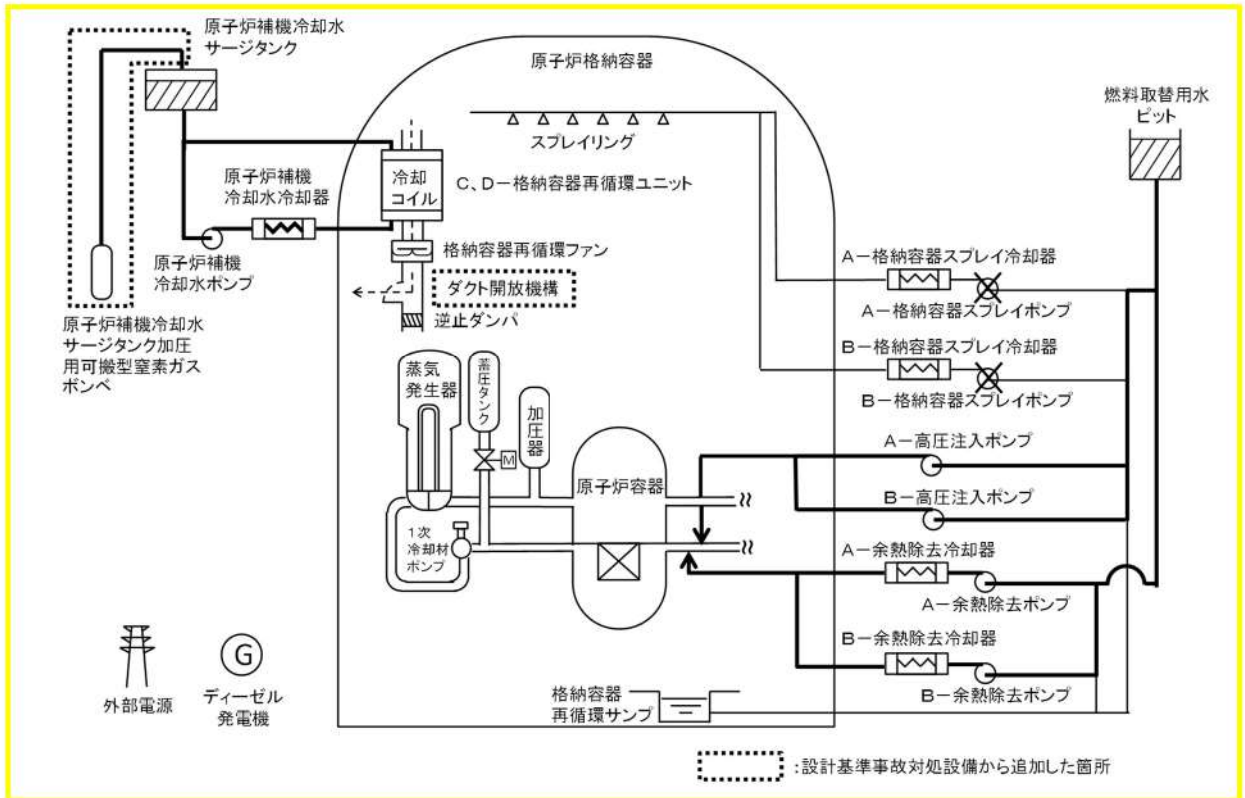 原子炉補機冷却水
サージタンク
原子炉格納容器
燃料取替用水
ピット
スプレイリング
原子炉補機
冷却水冷却器
冷却
コイル
C、D－格納容器再循環ユニット
原子炉補機
冷却水ポンプ
格納容器再循環ファン
ダクト開放機構
逆止ダンパ
A－格納容器スプレイ冷却器
A－格納容器スプレイポンプ
原子炉補機冷却水
サージタンク加圧
用可搬型窒素ガス
ボンベ
B－格納容器スプレイ冷却器
B－格納容器スプレイポンプ
蒸気
発生器
蓄圧タンク
加圧器
M
原子炉容器
1次
冷却材
ポンプ
A－高圧注入ポンプ
B－高圧注入ポンプ
A－余熱除去冷却器
A－余熱除去ポンプ
B－余熱除去冷却器
B－余熱除去ポンプ
外部電源
G
ディーゼル
発電機
格納容器
再循環サンプ
:設計基準事故対処設備から追加した箇所